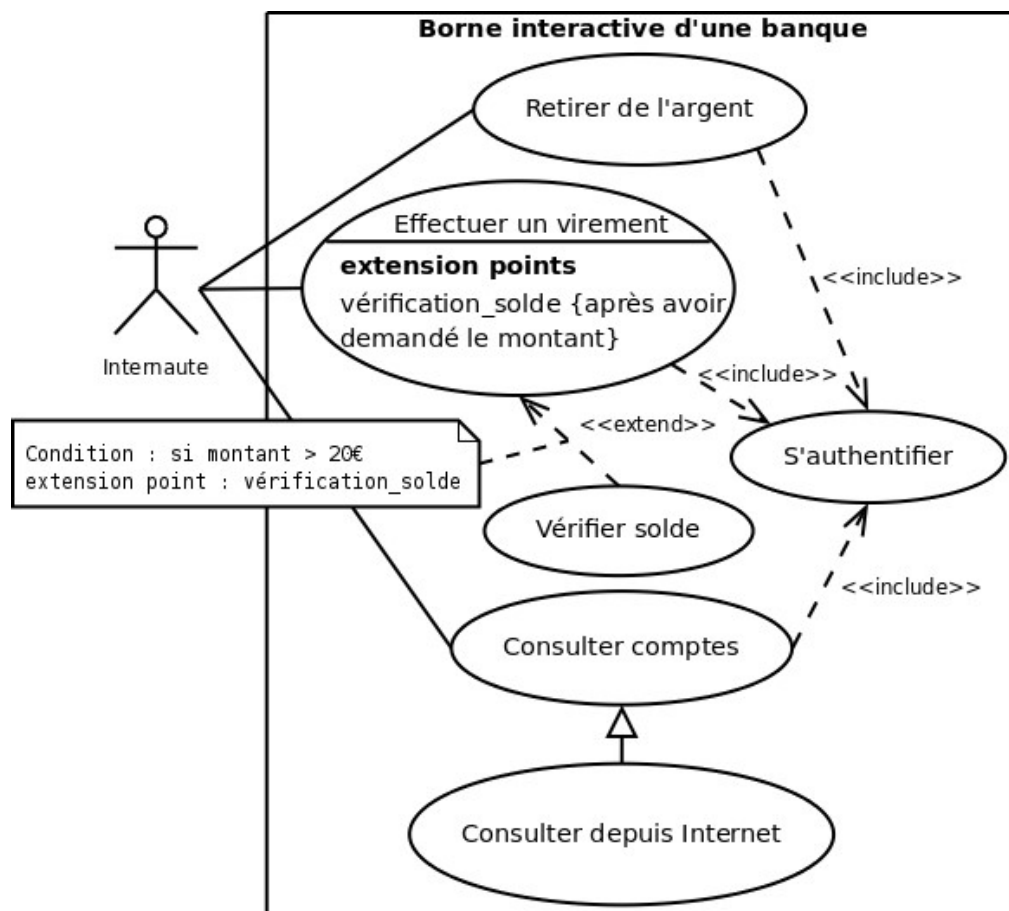 Borne interactive d'une banque
Retirer de l'argent
Effectuer un virement
extension points
vérification_solde {après avoir
demandé le montant}
<<include>>
Internaute
<<include>>
<<extend>>
Condition : si montant > 20€
extension point : vérification_solde
S'authentifier
Vérifier solde
<<include>>
Consulter comptes
Consulter depuis Internet